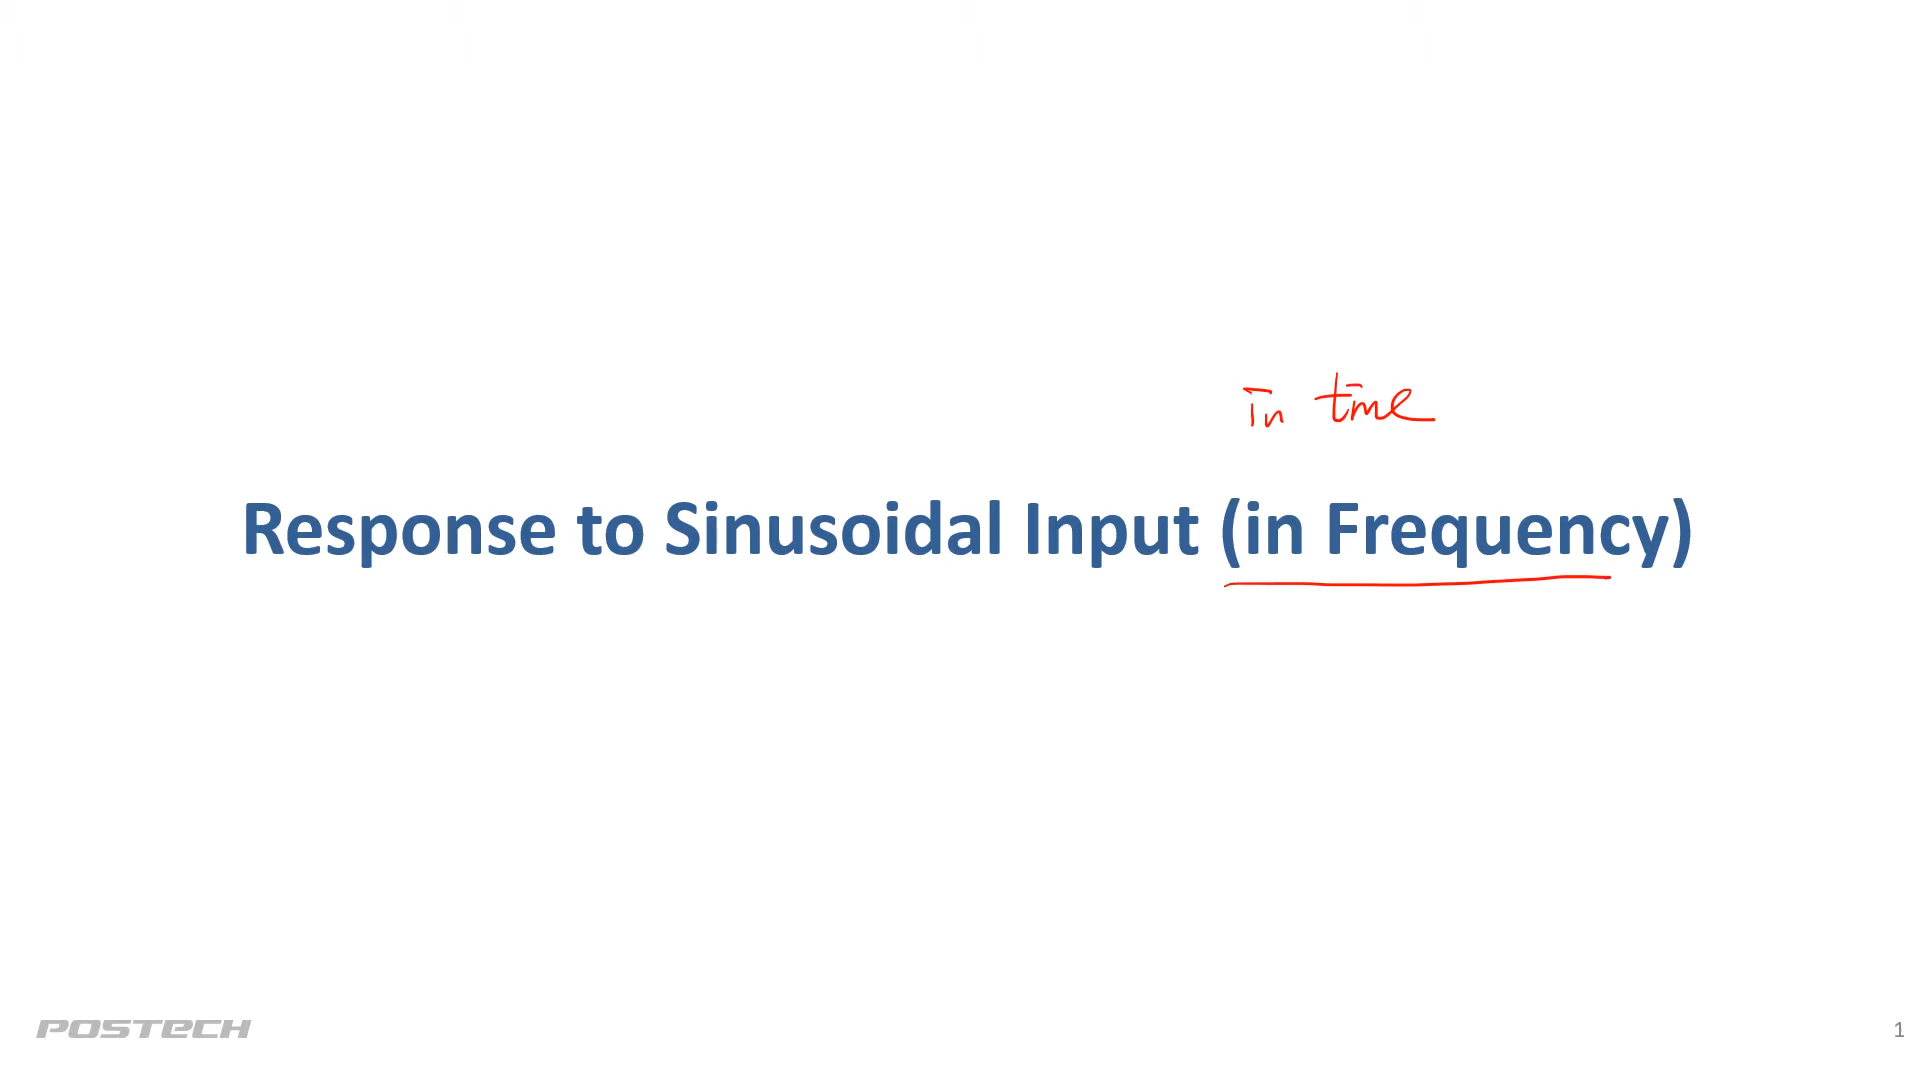 in time
Response to Sinusoidal Input (in Frequency)
POSTECH
1